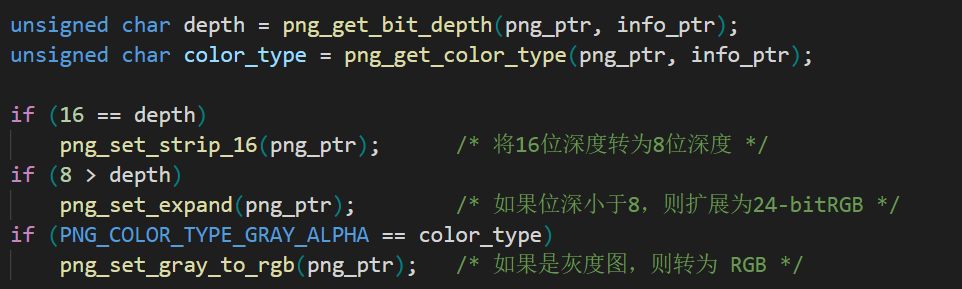 unsigned char depth = png_get_bit_depth(png_ptr, info_ptr);
unsigned char color_type = png_get_color_type(png_ptr, info_ptr);
if (16 == depth)
png_set_strip_16(png_ptr); /* 将16位深度转为8位深度 */
if (8 > depth)
png_set_expand(png_ptr); /* 如果位深小于8，则扩展为24-bitRGB */
if (PNG_COLOR_TYPE_GRAY_ALPHA == color_type)
png_set_gray_to_rgb(png_ptr); /* 如果是灰度图，则转为 RGB */